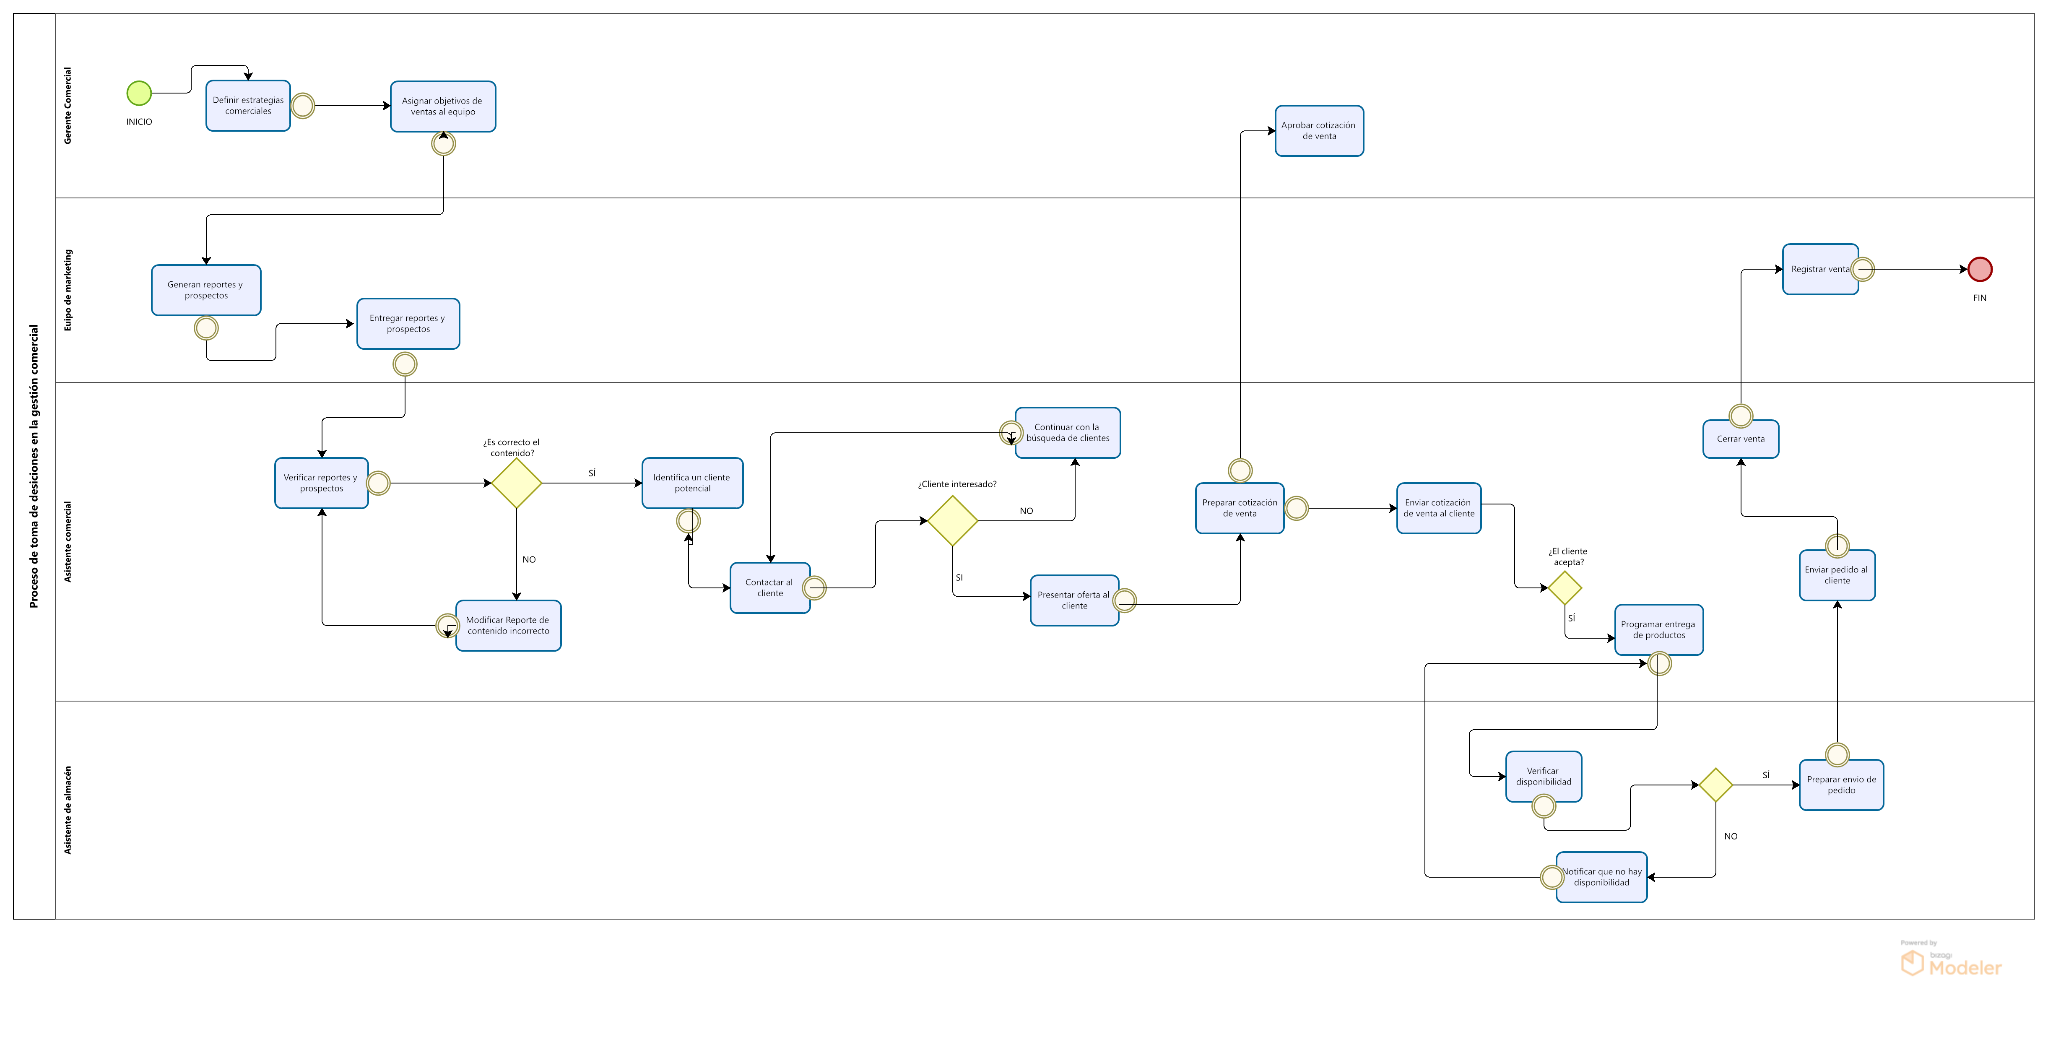 Proceso de toma de desiciones en la gestión comercial
Gerente Comercial
INICIO
Definir estrategias
comerciales
Asignar objetivos de
ventas al equipo
Aprobar cotización
de venta
Euipo de marketing
Generan reportes y
prospectos
Entregar reportes y
prospectos
Registrar venta
FIN
Asistente comercial
Verificar reportes y
prospectos
¿Es correcto el
contenido?
SÍ
NO
Modificar Reporte de
contenido incorrecto
Identifica un cliente
potencial
Contactar al
cliente
¿Cliente interesado?
NO
SI
Continuar con la
búsqueda de clientes
Presentar oferta al
cliente
Preparar cotización
de venta
Enviar cotización
de venta al cliente
¿El cliente
acepta?
SÍ
Programar entrega
de productos
Cerrar venta
Enviar pedido al
cliente
Asistente de almacén
Verificar
disponibilidad
SÍ
NO
Preparar envio de
pedido
Notificar que no hay
disponibilidad
Powered by
bizagi
Modeler